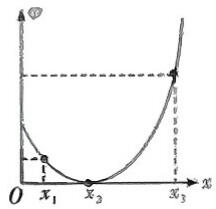 x
O x₁ x₂ x₃